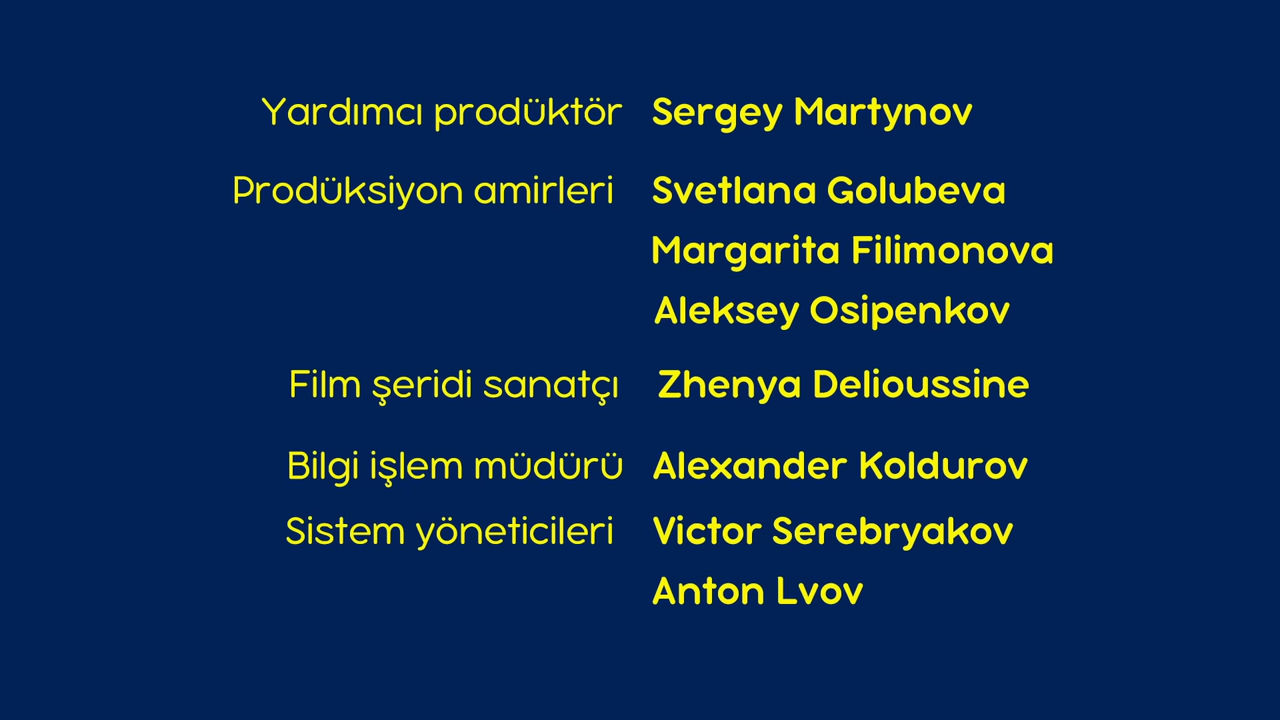 Yardımcı prodüktör Sergey Martynov
Prodüksiyon amirleri Svetlana Golubeva
Margarita Filimonova
Aleksey Osipenkov
Film şeridi sanatçı Zhenya Delioussine
Bilgi işlem müdürü Alexander Koldurov
Sistem yöneticileri Victor Serebryakov
Anton Lvov